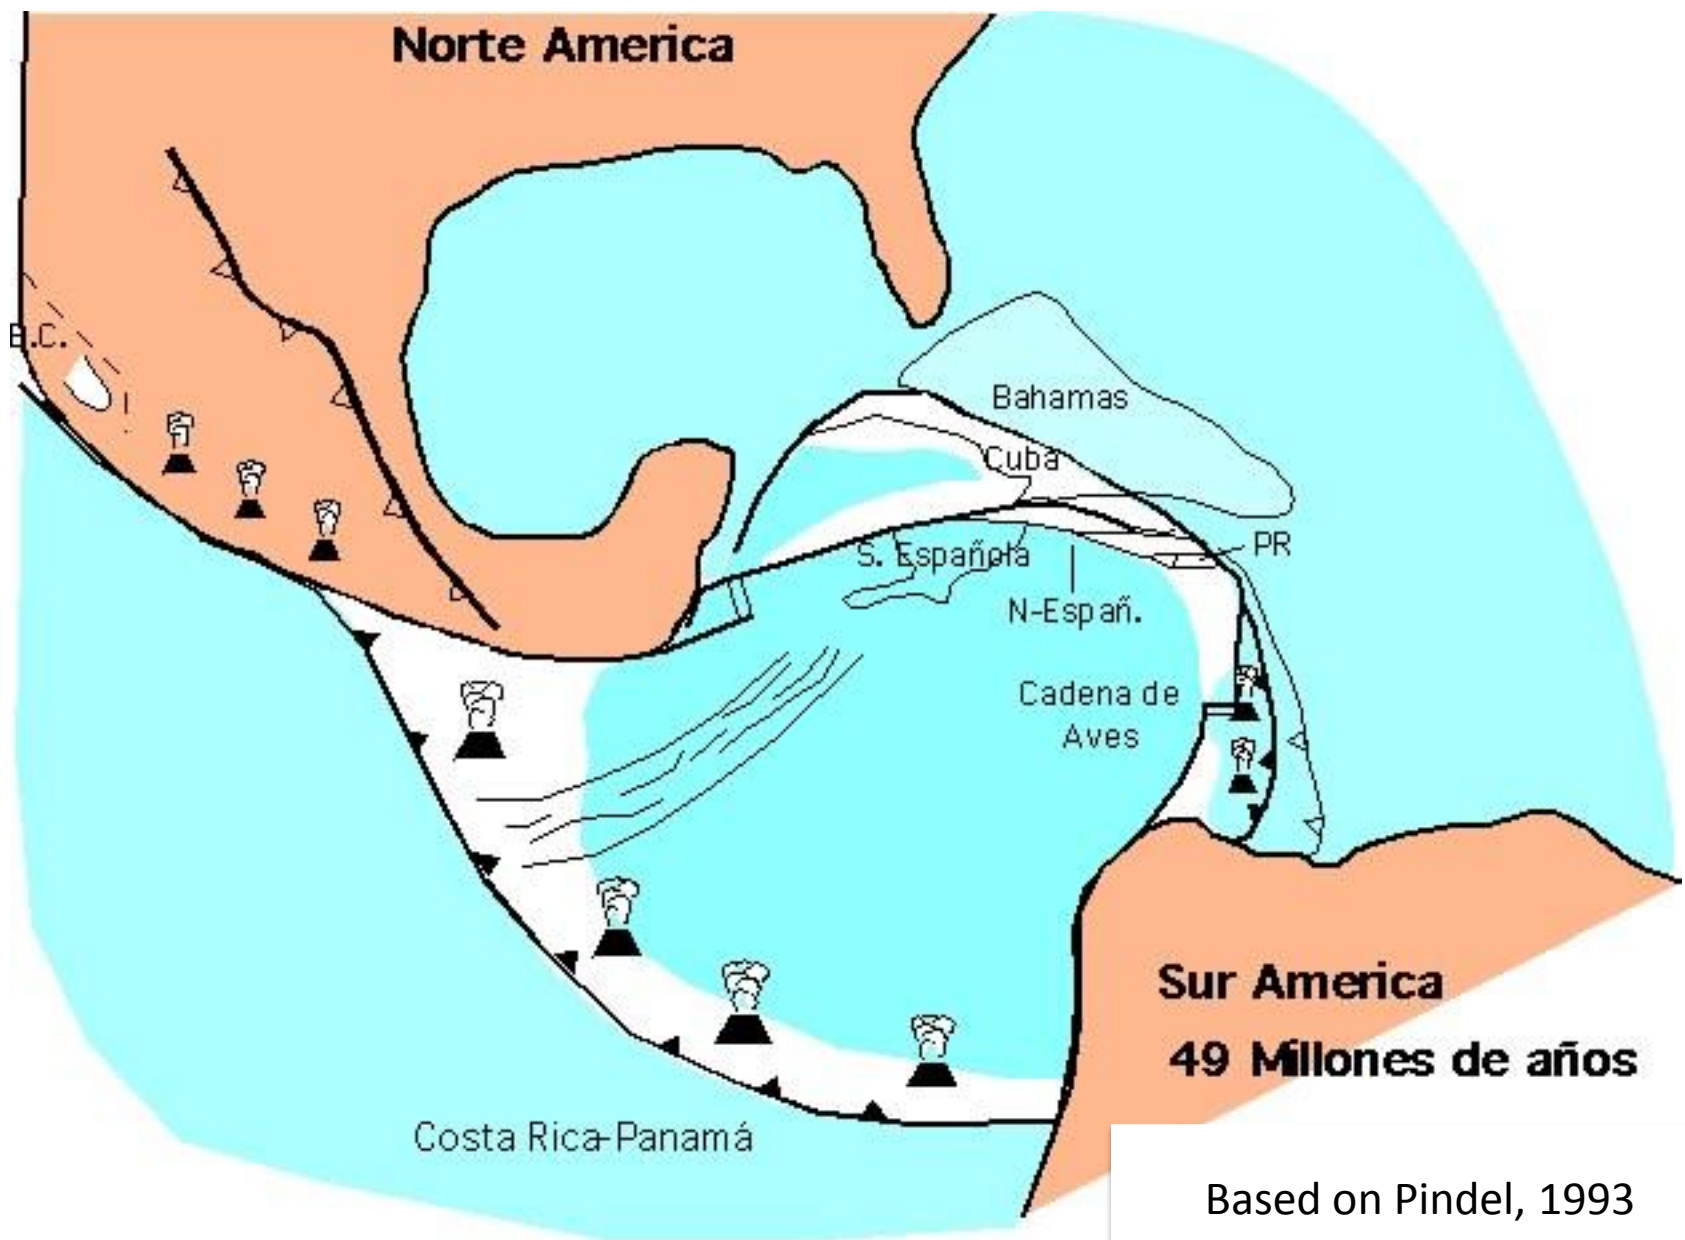 Norte America
B.C.
Bahamas
Cuba
PR
S. Española
N-Españ.
Cadena de
Aves
Sur America
49 Millones de años
Costa Rica-Panamá
Based on Pindel, 1993